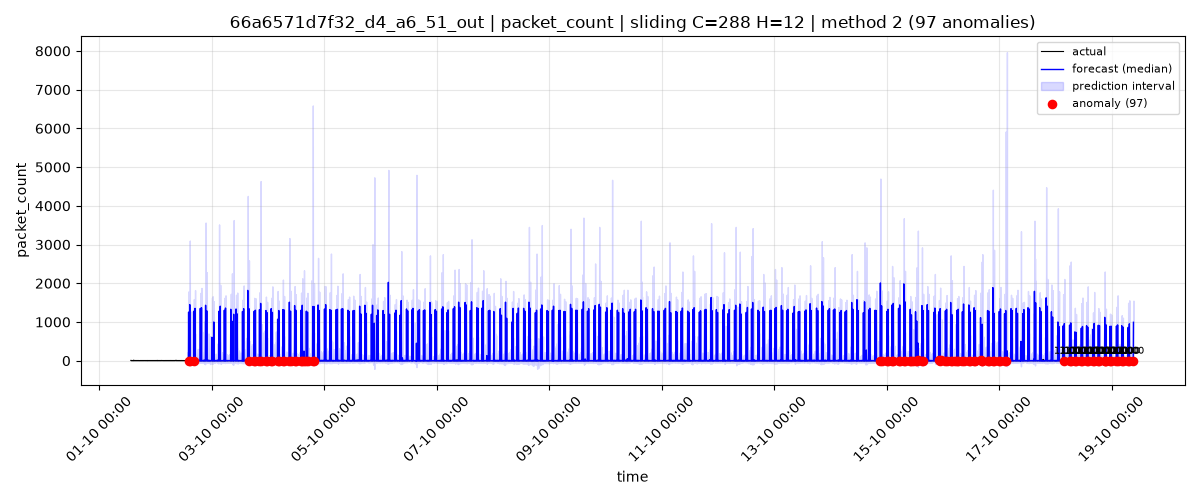 66a6571d7f32_d4_a6_51_out | packet_count | sliding C=288 H=12 | method 2 (97 anomalies)
actual
forecast (median)
prediction interval
anomaly (97)
packet_count
8000
7000
6000
5000
4000
3000
2000
1000
0
01-10 00:00
03-10 00:00
05-10 00:00
07-10 00:00
09-10 00:00
11-10 00:00
13-10 00:00
15-10 00:00
17-10 00:00
19-10 00:00
time